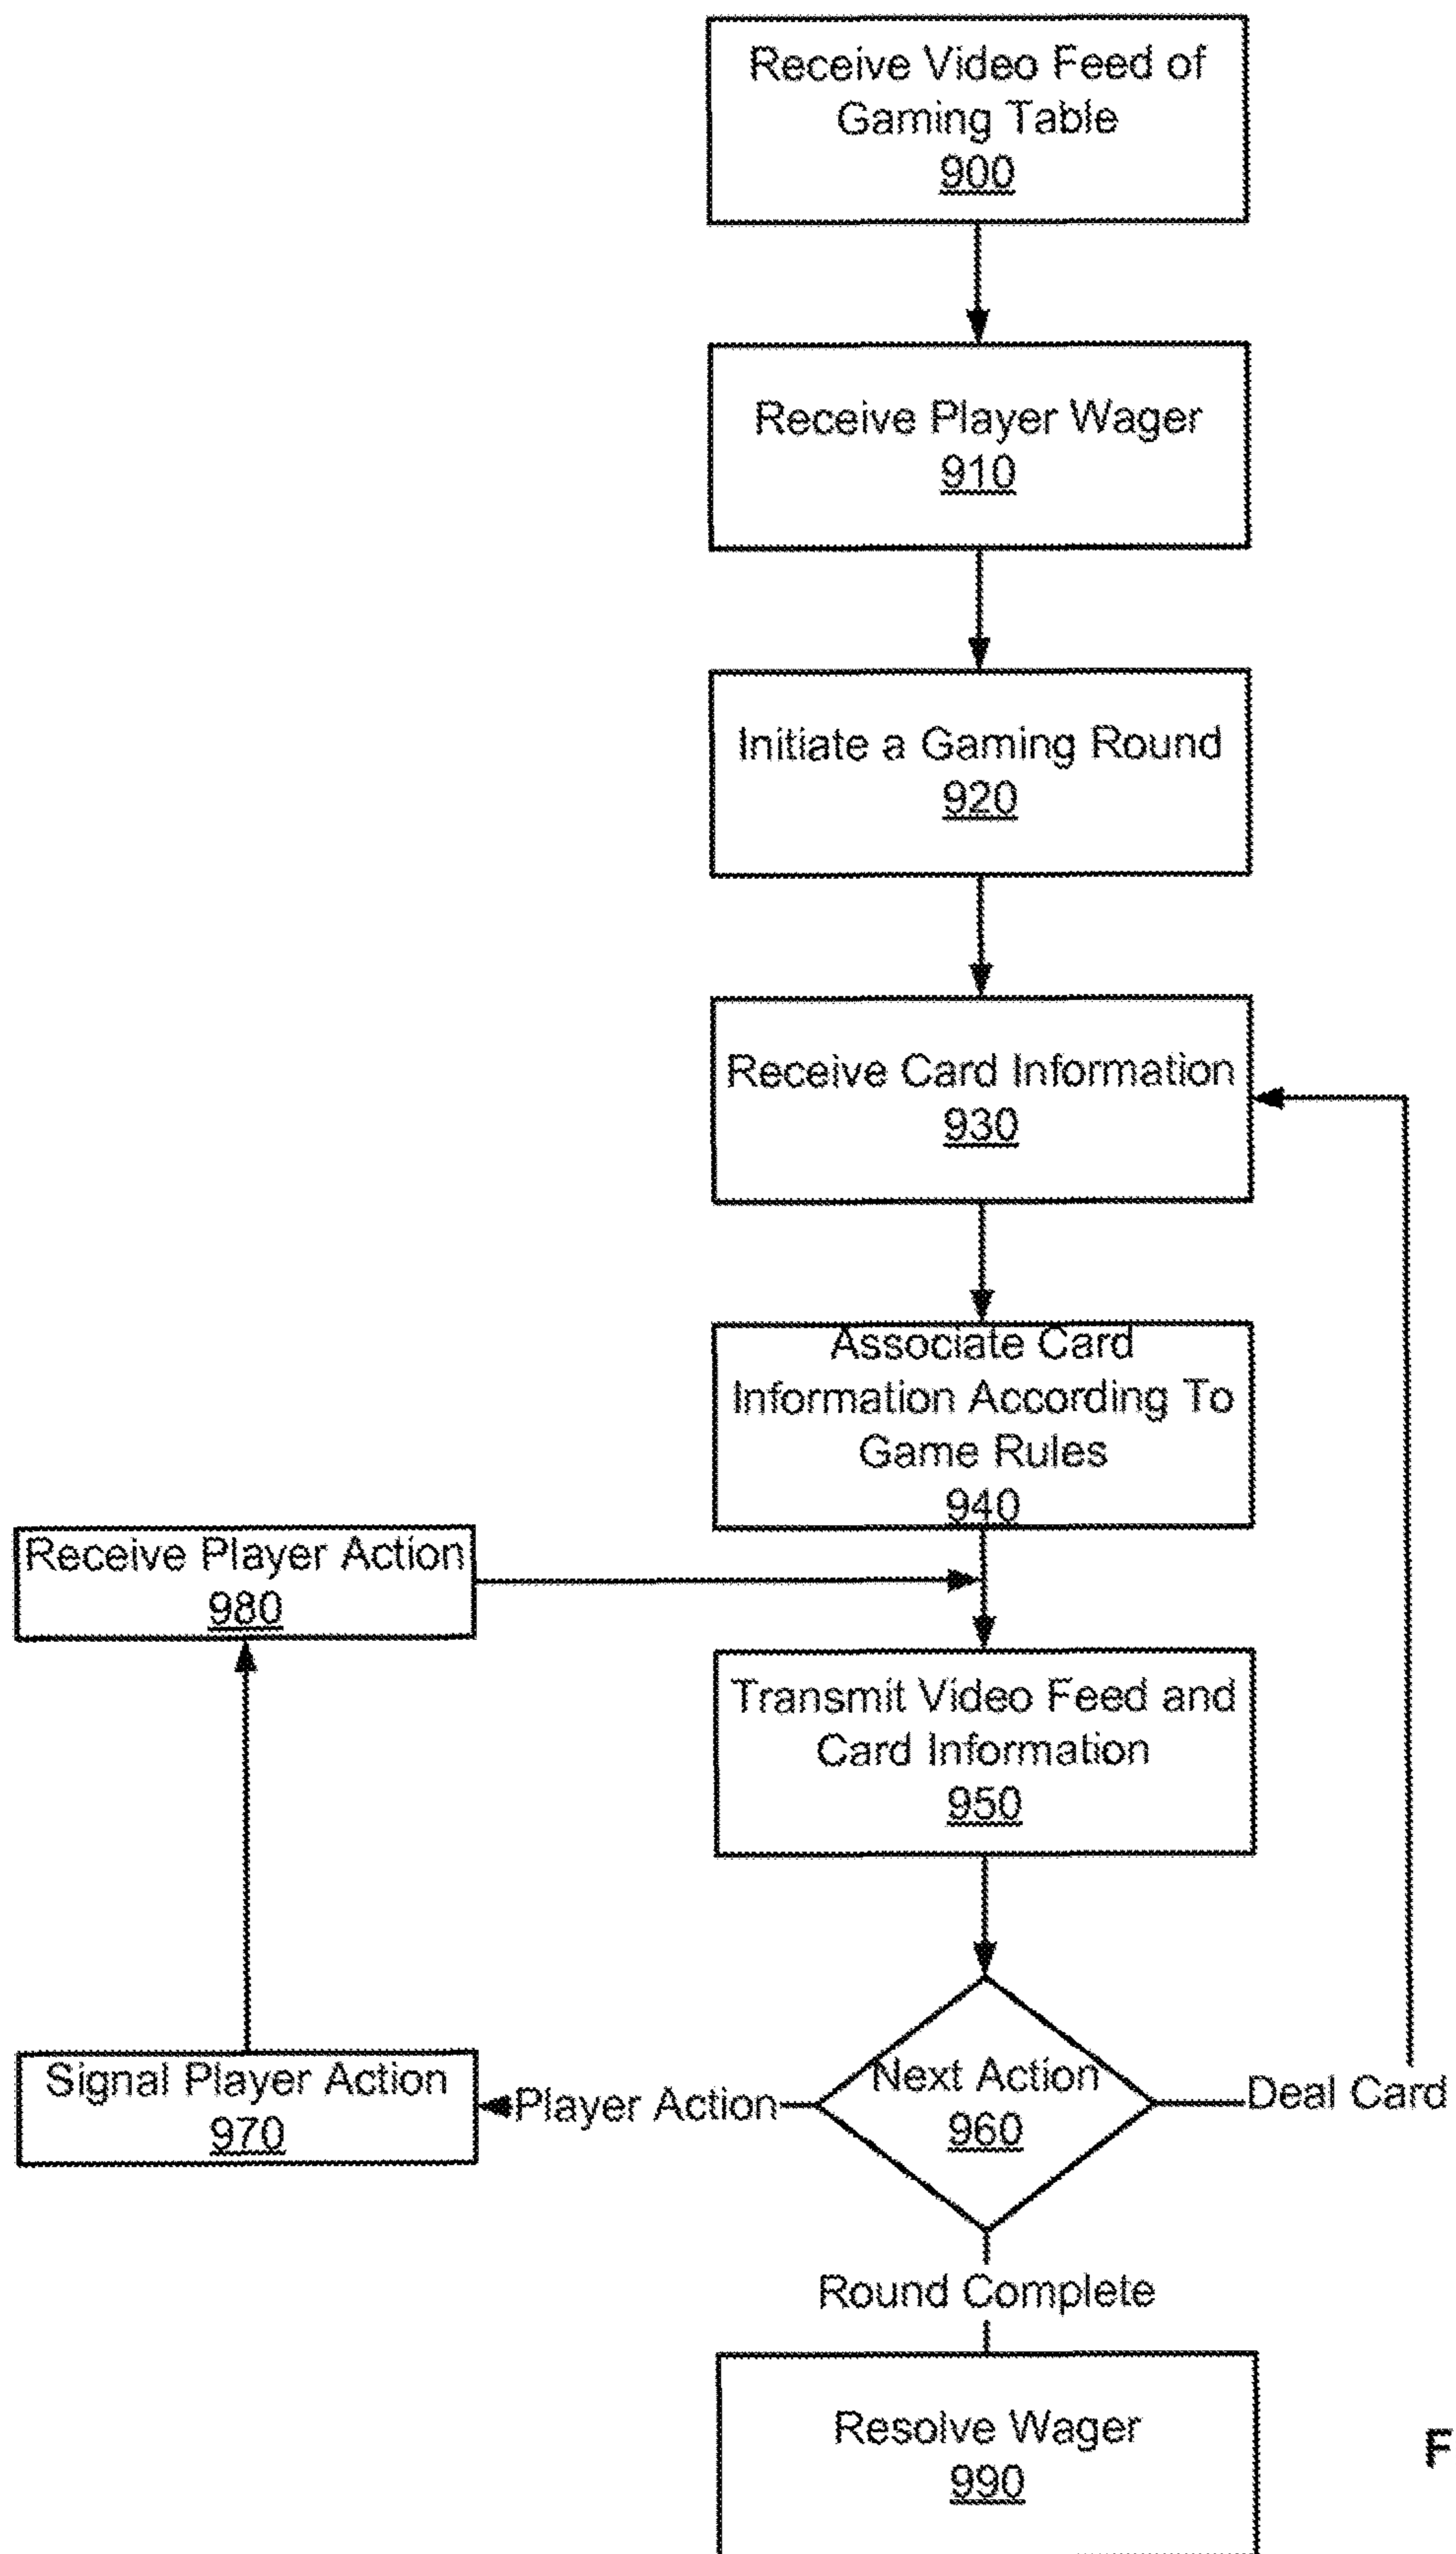 Receive Video Feed of
Gaming Table
900
Receive Player Wager
910
Initiate a Gaming Round
920
Receive Card Information
930
Associate Card
Information According To
Game Rules
940
Receive Player Action
980
Transmit Video Feed and
Card Information
950
Signal Player Action
970
Player Action
Next Action
960
Deal Card
Round Complete
Resolve Wager
990
F